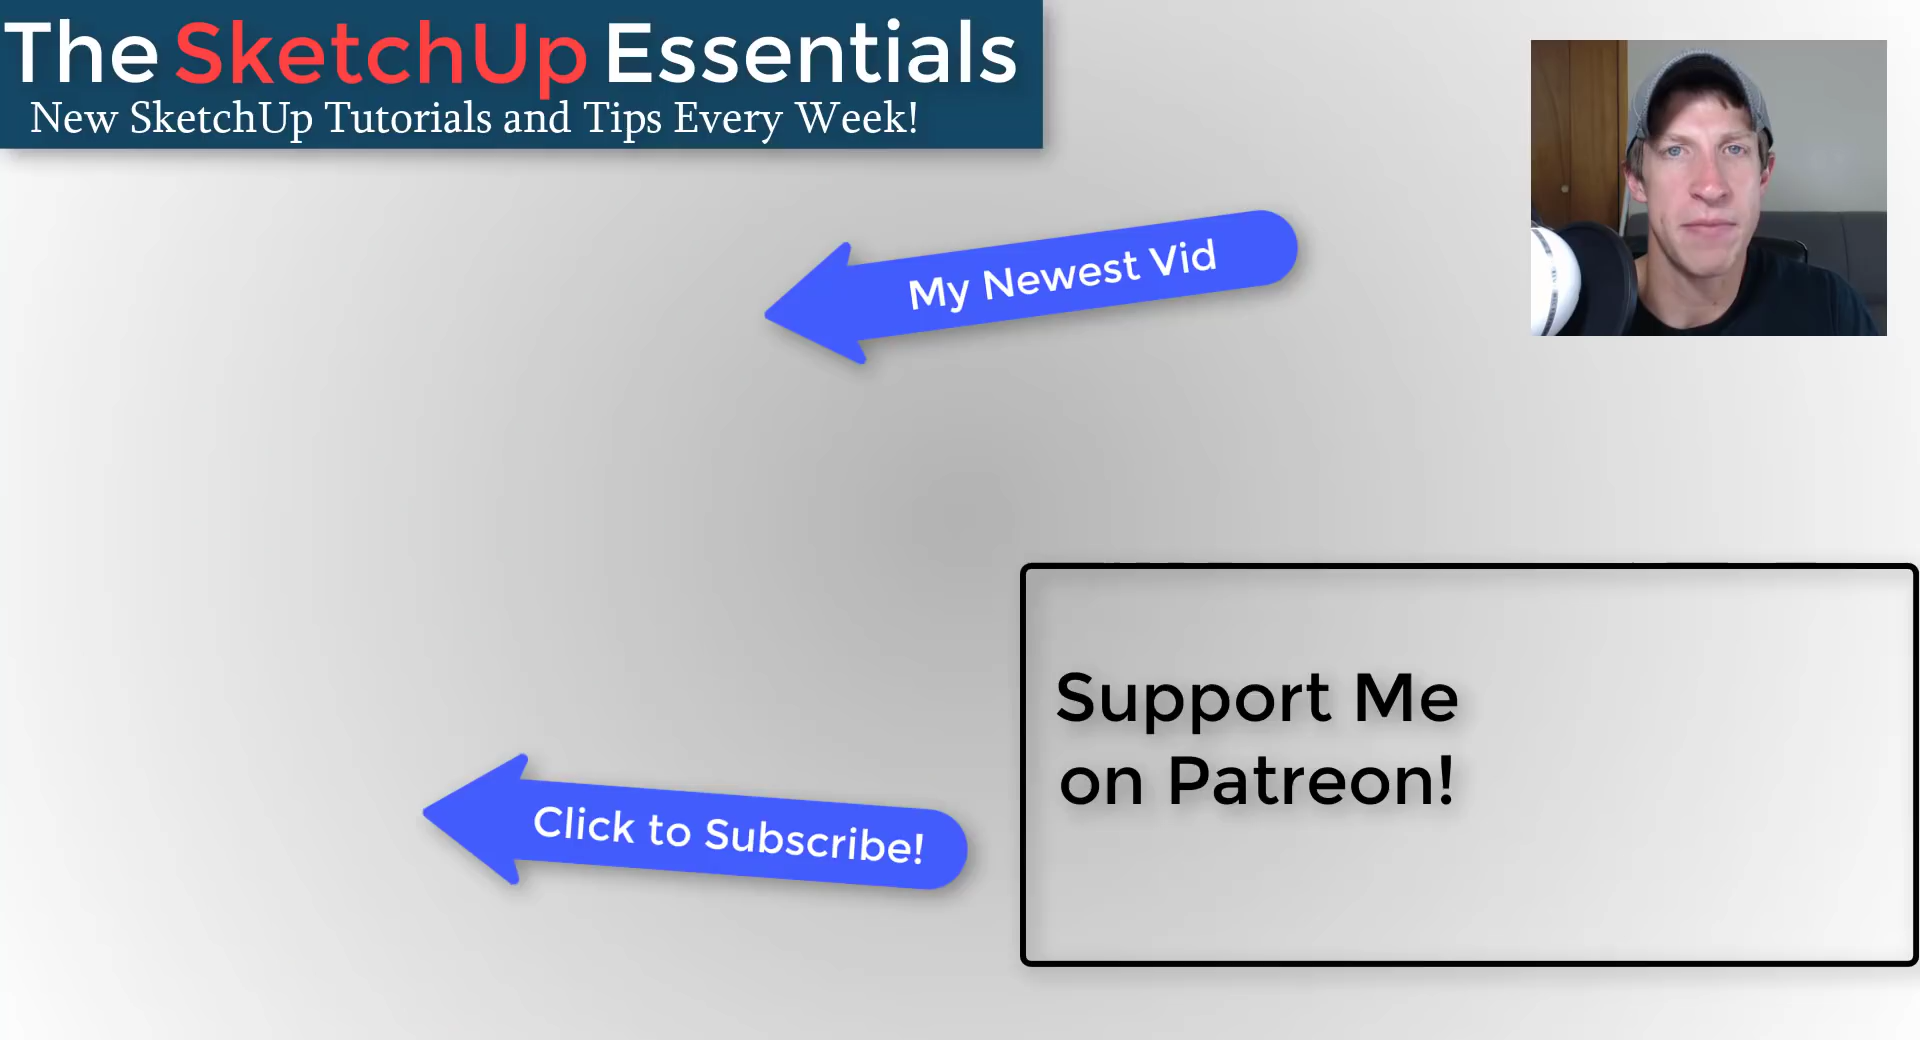 The SketchUp Essentials
New SketchUp Tutorials and Tips Every Week!
My Newest Vid
Support Me
on Patreon!
Click to Subscribe!